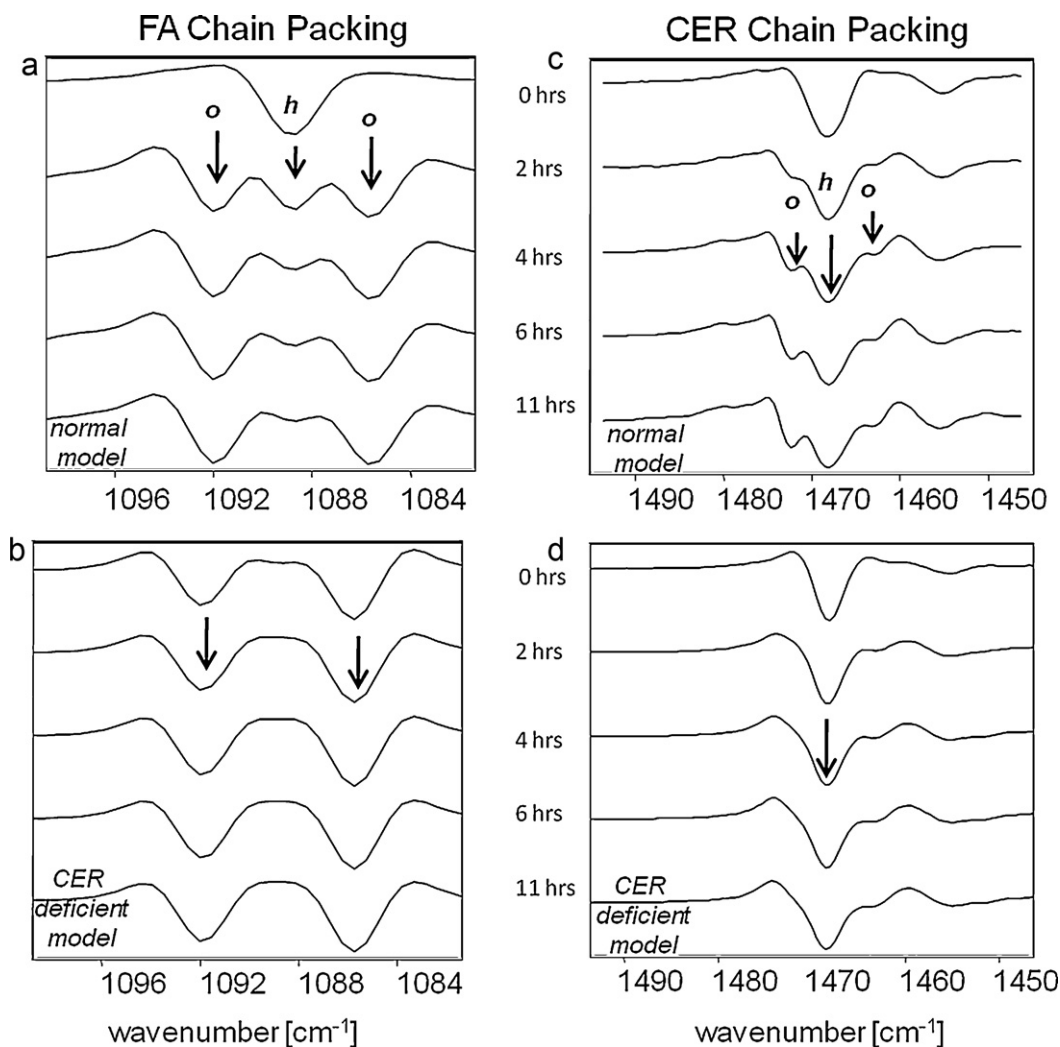 FA Chain Packing
CER Chain Packing
a
o
h
o
normal
model
1096 1092 1088 1084
c
0 hrs
2 hrs
4 hrs
6 hrs
11 hrs
o
h
o
normal
model
1490 1480 1470 1460 1450
b
CER
deficient
model
1096 1092 1088 1084
wavenumber [cm⁻¹]
d
0 hrs
2 hrs
4 hrs
6 hrs
11 hrs
CER
deficient
model
1490 1480 1470 1460 1450
wavenumber [cm⁻¹]